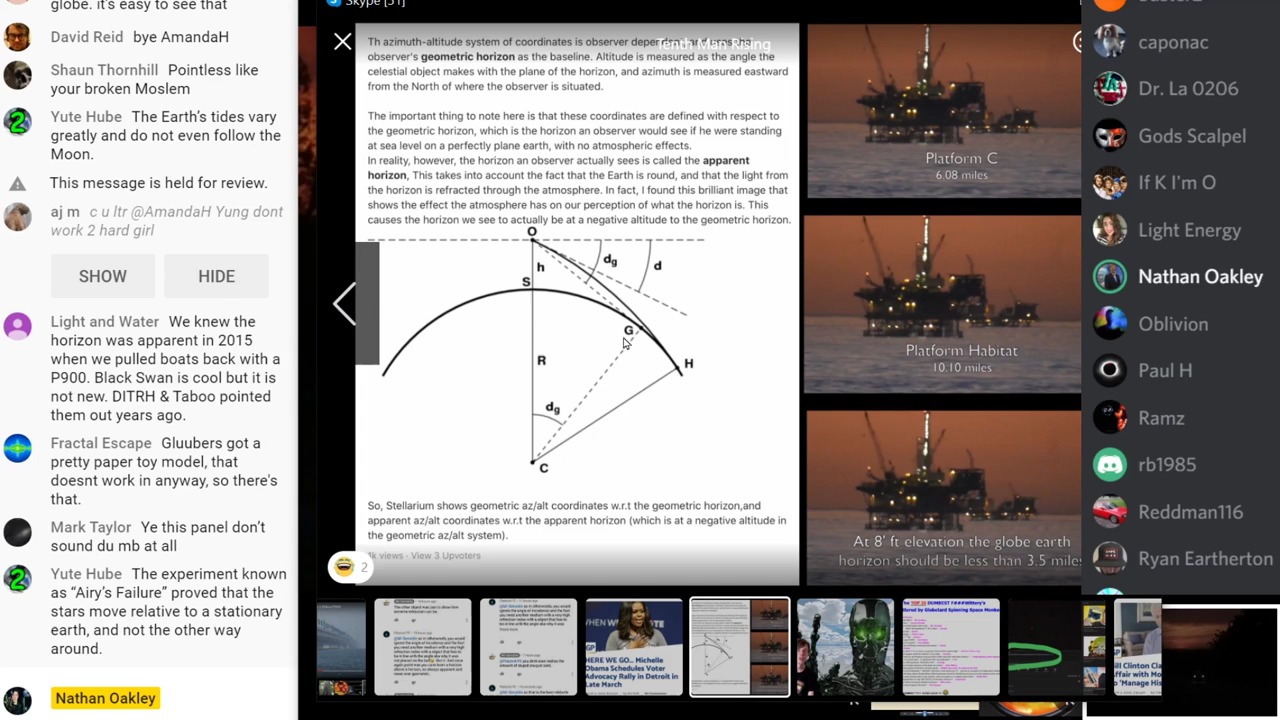 globe. it's easy to see that
David Reid bye AmandaH
Shaun Thornhill Pointless like
your broken Moslem
Yute Hube The Earth's tides vary
greatly and do not even follow the
Moon.
This message is held for review.
aj m c u ltr @AmandaH Yung dont
work 2 hard girl
SHOW HIDE
Light and Water We knew the
horizon was apparent in 2015
when we pulled boats back with a
P900. Black Swan is cool but it is
not new. DITRH & Taboo pointed
them out years ago.
Fractal Escape Gluubers got a
pretty paper toy model, that
doesnt work in anyway, so there's
that.
Mark Taylor Ye this panel don't
sound du mb at all
Yute Hube The experiment known
as "Airy's Failure" proved that the
stars move relative to a stationary
earth, and not the other way
around.
Nathan Oakley
Skype [51]
Tenth Man Rising
Th azimuth-altitude system of coordinates is observer
observer's geometric horizon as the baseline. Altitude is measured as the angle the
celestial object makes with the plane of the horizon, and azimuth is measured eastward
from the North of where the observer is situated.
The important thing to note here is that these coordinates are defined with respect to
the geometric horizon, which is the horizon an observer would see if he were standing
at sea level on a perfectly plane earth, with no atmospheric effects.
In reality, however, the horizon an observer actually sees is called the apparent
horizon, This takes into account the fact that the Earth is round, and that the light from
the horizon is refracted through the atmosphere. In fact, I found this brilliant image that
shows the effect the atmosphere has on our perception of what the horizon is. This
causes the horizon we see to actually be at a negative altitude to the geometric horizon.
O
h
dg
d
S
G
H
R
dg
C
So, Stellarium shows geometric az/alt coordinates w.r.t the geometric horizon,and
apparent az/alt coordinates w.r.t the apparent horizon (which is at a negative altitude in
the geometric az/alt system).
1k views · View 3 Upvoters
2
Platform C
6.08 miles
Platform Habitat
10.10 miles
At 8' ft elevation the globe earth
horizon should be less than 3.5 miles
caponac
Dr. La 0206
Gods Scalpel
If K I'm O
Light Energy
Nathan Oakley
Oblivion
Paul H
Ramz
rb1985
Reddman116
Ryan Eartherton
HERE WE GO... Michelle
Obama Schedules Voter
Advocacy Rally in Detroit in
Late March